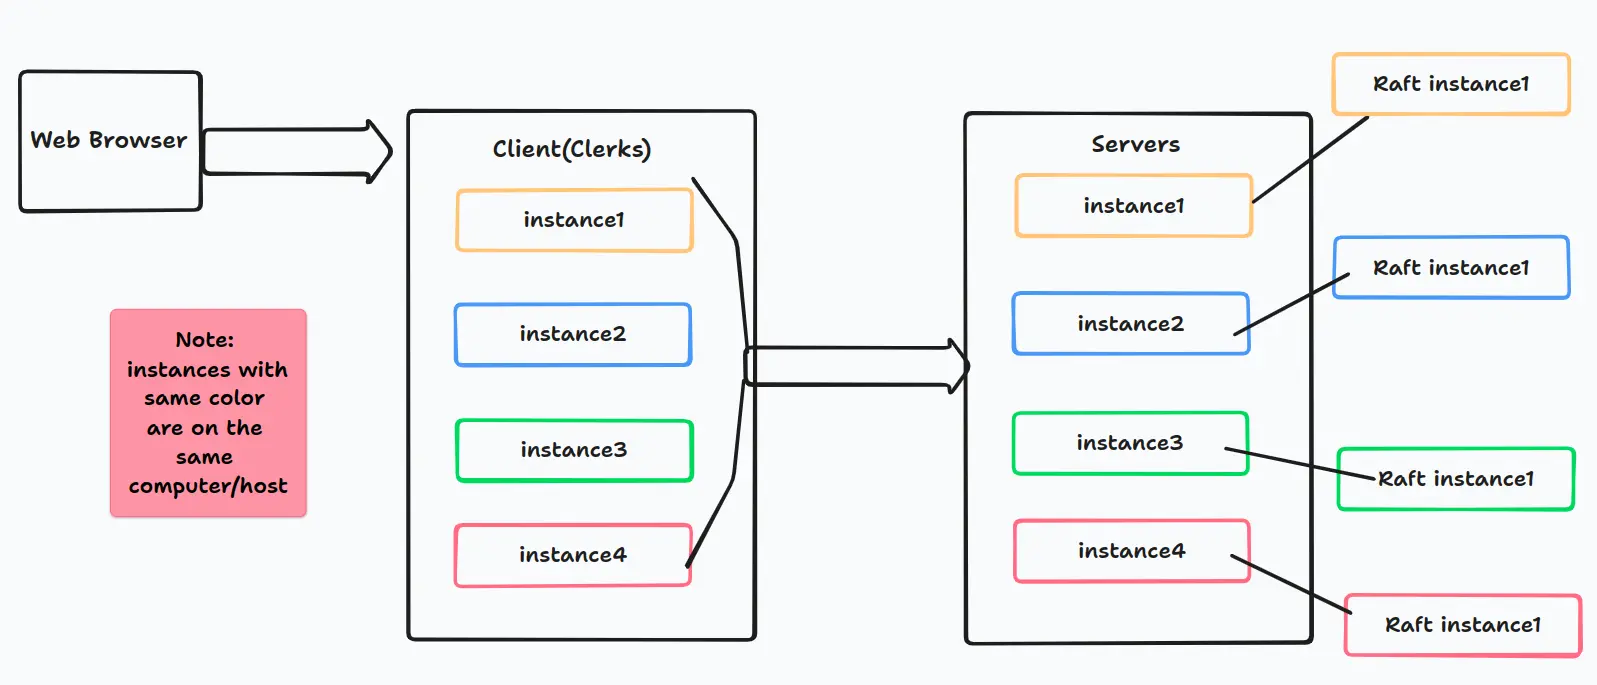 Web Browser
Note:
instances with
same color
are on the
same
computer/host
Client(Clerks)
instance1
instance2
instance3
instance4
Servers
instance1
instance2
instance3
instance4
Raft instance1
Raft instance1
Raft instance1
Raft instance1